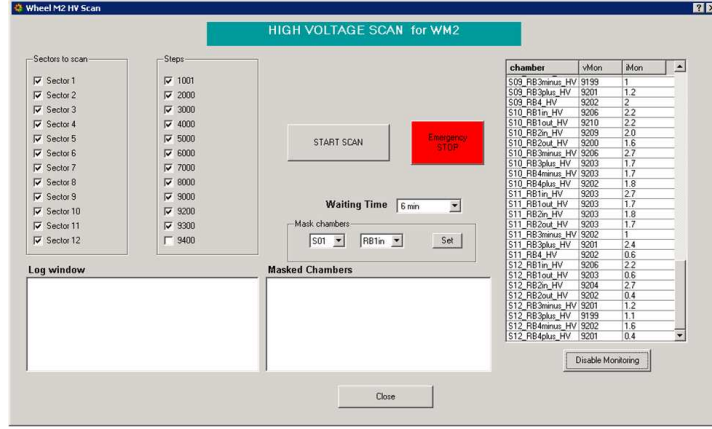 Wheel M2 HV Scan
HIGH VOLTAGE SCAN for WM2
Sectors to scan
Sector 1
Sector 2
Sector 3
Sector 4
Sector 5
Sector 6
Sector 7
Sector 8
Sector 9
Sector 10
Sector 11
Sector 12
Steps
1001
2000
3000
4000
5000
6000
7000
8000
9000
9200
9300
9400
START SCAN
Emergency
STOP
Waiting Time 6 min
Mask chambers
S01 RB1in Set
Log window
Masked Chambers
chamber vMon iMon
S09_RB3minus_HV 9199 1
S09_RB3plus_HV 9201 1.2
S09_RB4_HV 9202 2
S10_RB1in_HV 9206 2.2
S10_RB1out_HV 9210 2.2
S10_RB2in_HV 9209 2.0
S10_RB2out_HV 9200 1.6
S10_RB3minus_HV 9206 2.7
S10_RB3plus_HV 9203 1.7
S10_RB4minus_HV 9203 1.7
S10_RB4plus_HV 9202 1.8
S11_RB1in_HV 9203 2.7
S11_RB1out_HV 9203 1.7
S11_RB2in_HV 9203 1.8
S11_RB2out_HV 9203 1.7
S11_RB3minus_HV 9202 1
S11_RB3plus_HV 9201 2.4
S11_RB4_HV 9202 0.6
S12_RB1in_HV 9206 2.2
S12_RB1out_HV 9203 0.6
S12_RB2in_HV 9204 2.7
S12_RB2out_HV 9202 0.4
S12_RB3minus_HV 9201 1.2
S12_RB3plus_HV 9199 1.1
S12_RB4minus_HV 9202 1.6
S12_RB4plus_HV 9201 0.4
Disable Monitoring
Close